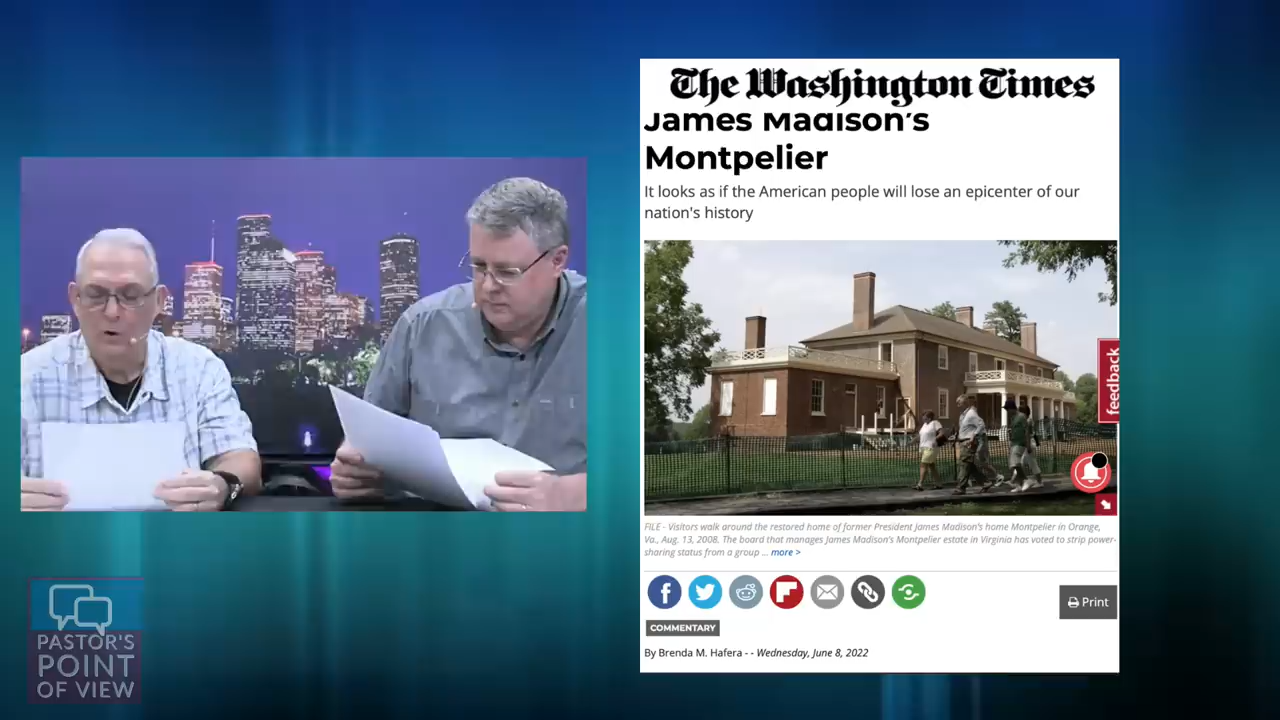 The Washington Times
James Madison's
Montpelier
It looks as if the American people will lose an epicenter of our
nation's history
feedback
FILE - Visitors walk around the restored home of former President James Madison's home Montpelier in Orange,
Va., Aug. 13, 2008. The board that manages James Madison's Montpelier estate in Virginia has voted to strip power-
sharing status from a group ... more >
Print
COMMENTARY
By Brenda M. Hafera - - Wednesday, June 8, 2022
PASTOR'S
POINT
OF VIEW